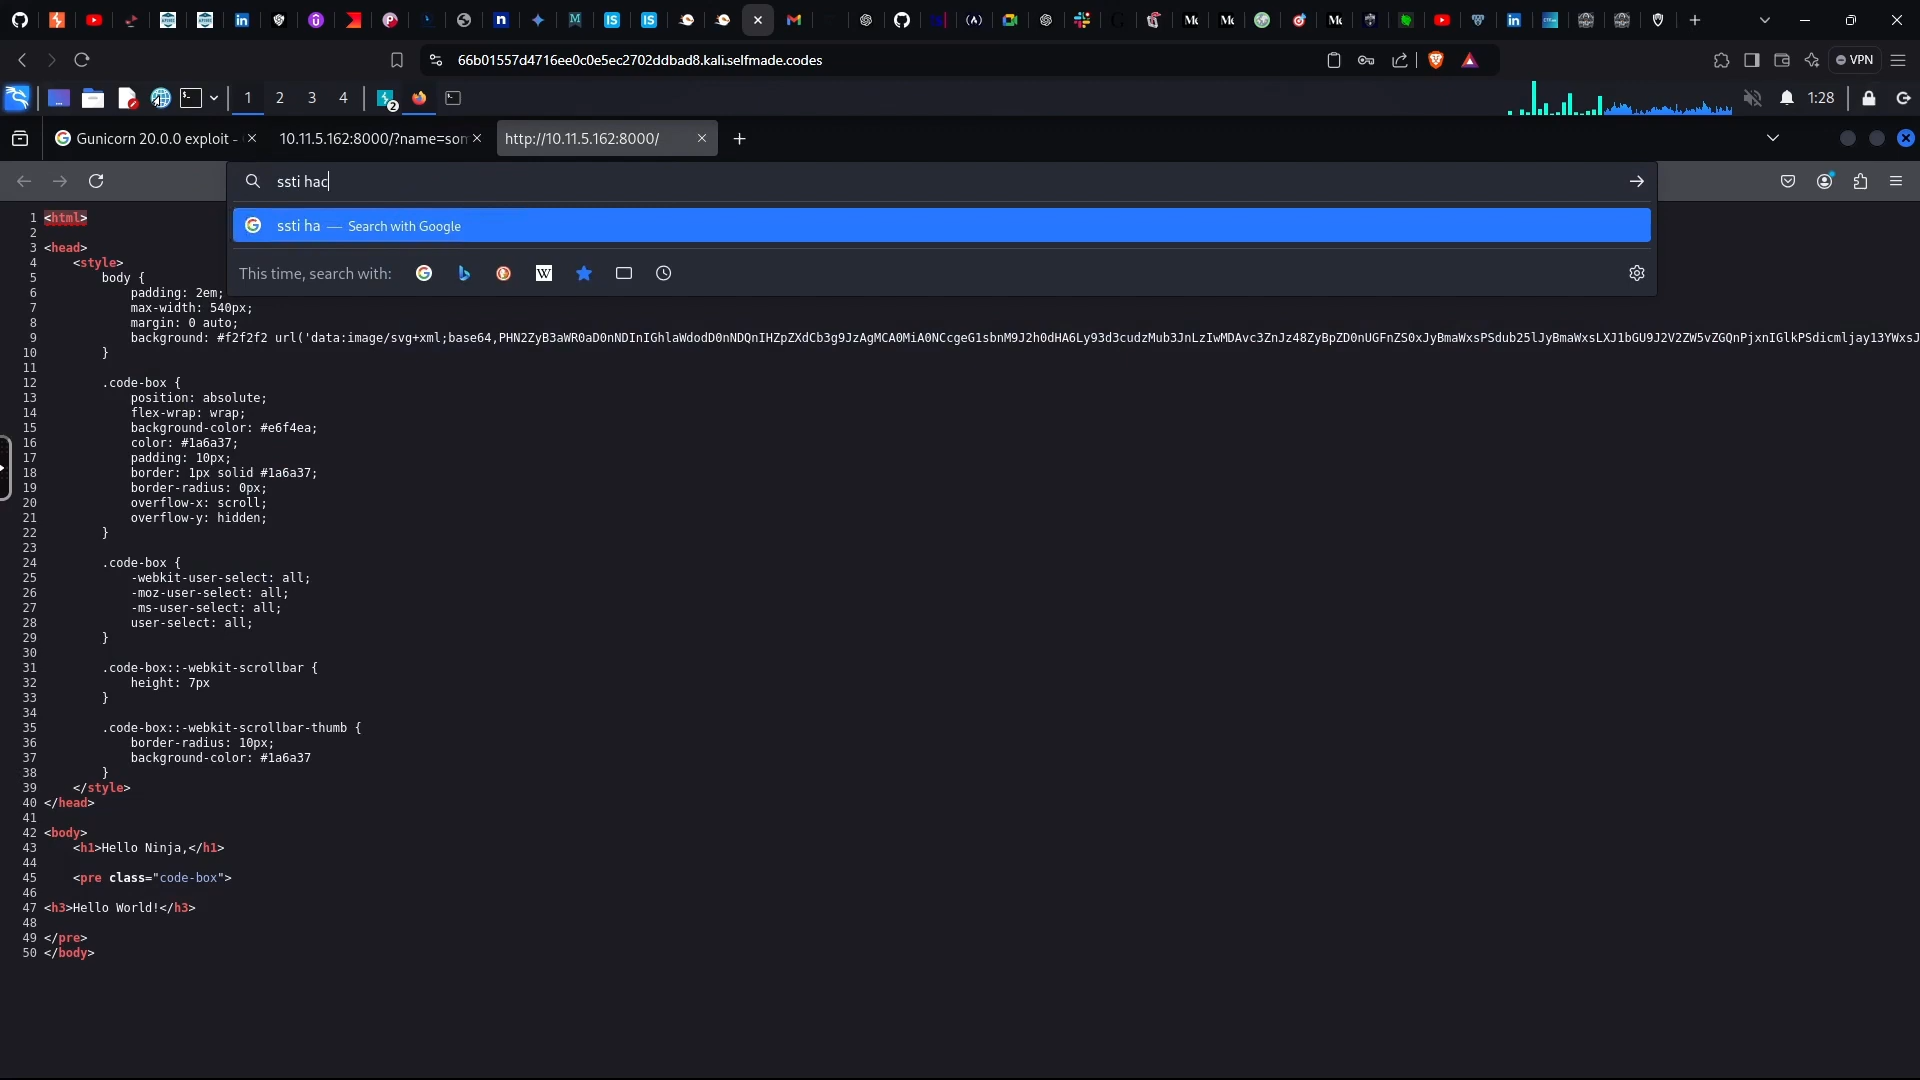 66b01557d4716ee0c0e5ec2702ddbad8.kali.selfmade.codes
VPN
1 2 3 4 2 1:28
Gunicorn 20.0.0 exploit -
10.11.5.162:8000/?name=son
http://10.11.5.162:8000/
ssti hac
ssti ha — Search with Google
This time, search with:
1 <html>
2
3 <head>
4 <style>
5 body {
6 padding: 2em;
7 max-width: 540px;
8 margin: 0 auto;
9 background: #f2f2f2 url('data:image/svg+xml;base64,
10 }
11
12 .code-box {
13 position: absolute;
14 flex-wrap: wrap;
15 background-color: #e6f4ea;
16 color: #1a6a37;
17 padding: 10px;
18 border: 1px solid #1a6a37;
19 border-radius: 0px;
20 overflow-x: scroll;
21 overflow-y: hidden;
22 }
23
24 .code-box {
25 -webkit-user-select: all;
26 -moz-user-select: all;
27 -ms-user-select: all;
28 user-select: all;
29 }
30
31 .code-box::-webkit-scrollbar {
32 height: 7px
33 }
34
35 .code-box::-webkit-scrollbar-thumb {
36 border-radius: 10px;
37 background-color: #1a6a37
38 }
39 </style>
40 </head>
41
42 <body>
43 <h1>Hello Ninja,</h1>
44
45 <pre class="code-box">
46
47 <h3>Hello World!</h3>
48
49 </pre>
50 </body>